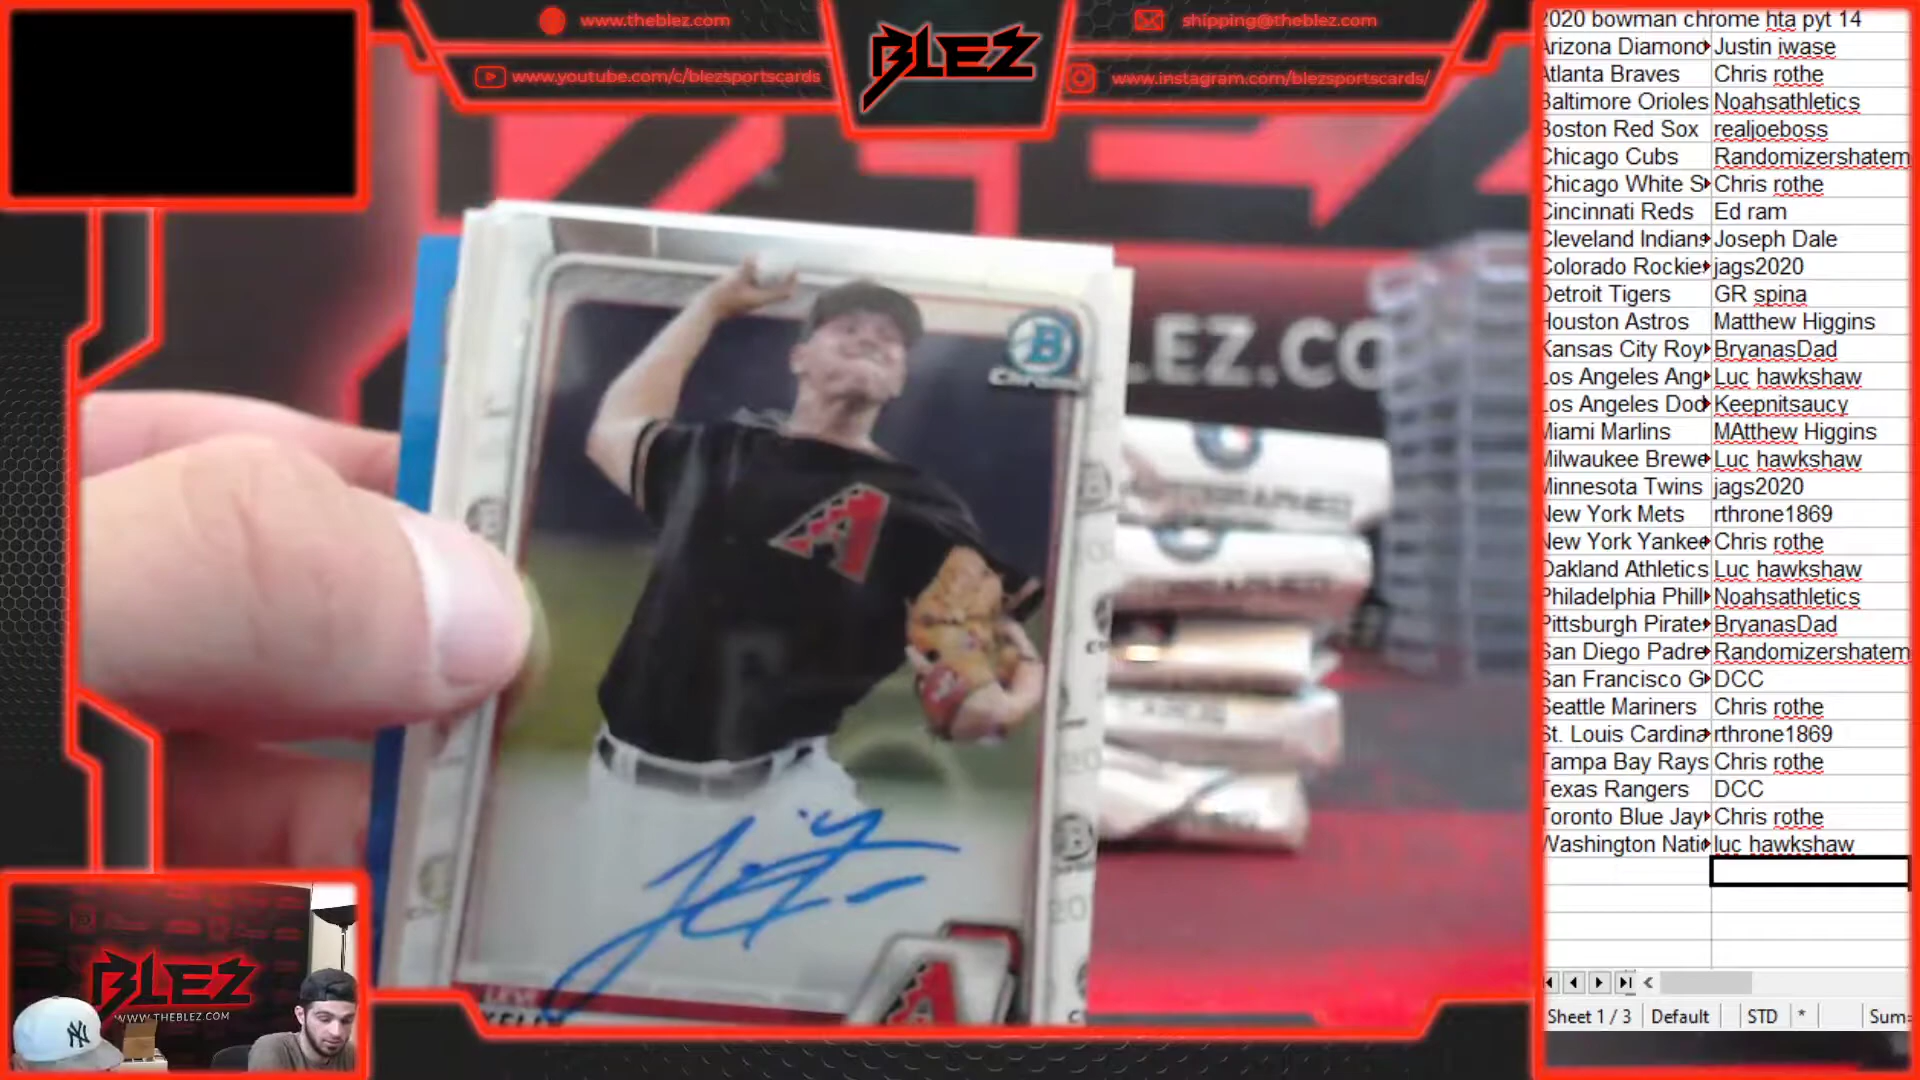 www.theblez.com
www.youtube.com/c/blezsportscards
BLEZ
shipping@theblez.com
www.instagram.com/blezsportscards/
LEZ.CO
B
Chrome
A
LEVI
KELLY
BLEZ
WWW.THEBLEZ.COM
NY
2020 bowman chrome hta pyt 14
Arizona Diamond Justin iwase
Atlanta Braves Chris rothe
Baltimore Orioles Noahsathletics
Boston Red Sox realjoeboss
Chicago Cubs Randomizershatem
Chicago White S Chris rothe
Cincinnati Reds Ed ram
Cleveland Indians Joseph Dale
Colorado Rockie jags2020
Detroit Tigers GR spina
Houston Astros Matthew Higgins
Kansas City Roy BryanasDad
Los Angeles Ang Luc hawkshaw
Los Angeles Dod Keepnitsaucy
Miami Marlins MAtthew Higgins
Milwaukee Brewe Luc hawkshaw
Minnesota Twins jags2020
New York Mets rthrone1869
New York Yankee Chris rothe
Oakland Athletics Luc hawkshaw
Philadelphia Phill Noahsathletics
Pittsburgh Pirate BryanasDad
San Diego Padre Randomizershatem
San Francisco G DCC
Seattle Mariners Chris rothe
St. Louis Cardina rthrone1869
Tampa Bay Rays Chris rothe
Texas Rangers DCC
Toronto Blue Jay Chris rothe
Washington Natio luc hawkshaw
Sheet 1 / 3 Default STD * Sum=